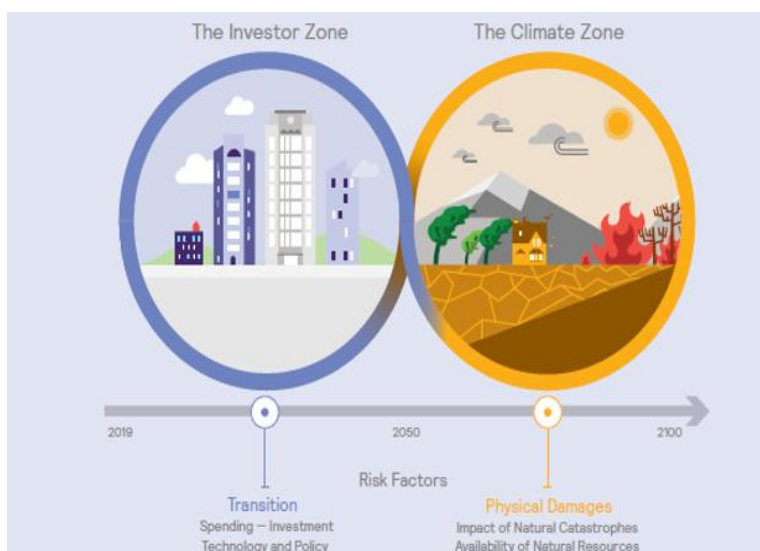 The Investor Zone
The Climate Zone
2019
2050
2100
Risk Factors
Transition
Spending – Investment
Technology and Policy
Physical Damages
Impact of Natural Catastrophes
Availability of Natural Resources